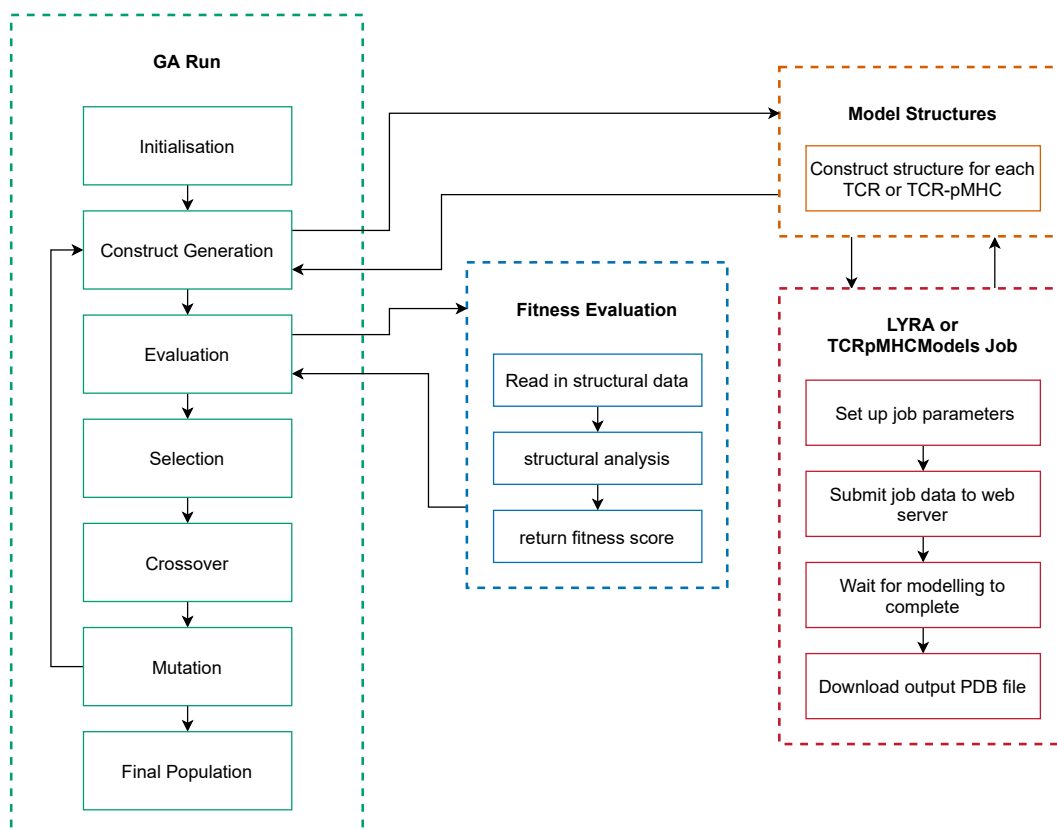 GA Run
Initialisation
Construct Generation
Evaluation
Selection
Crossover
Mutation
Final Population
Fitness Evaluation
Read in structural data
structural analysis
return fitness score
Model Structures
Construct structure for each
TCR or TCR-pMHC
LYRA or
TCRpMHCModels Job
Set up job parameters
Submit job data to web
server
Wait for modelling to
complete
Download output PDB file